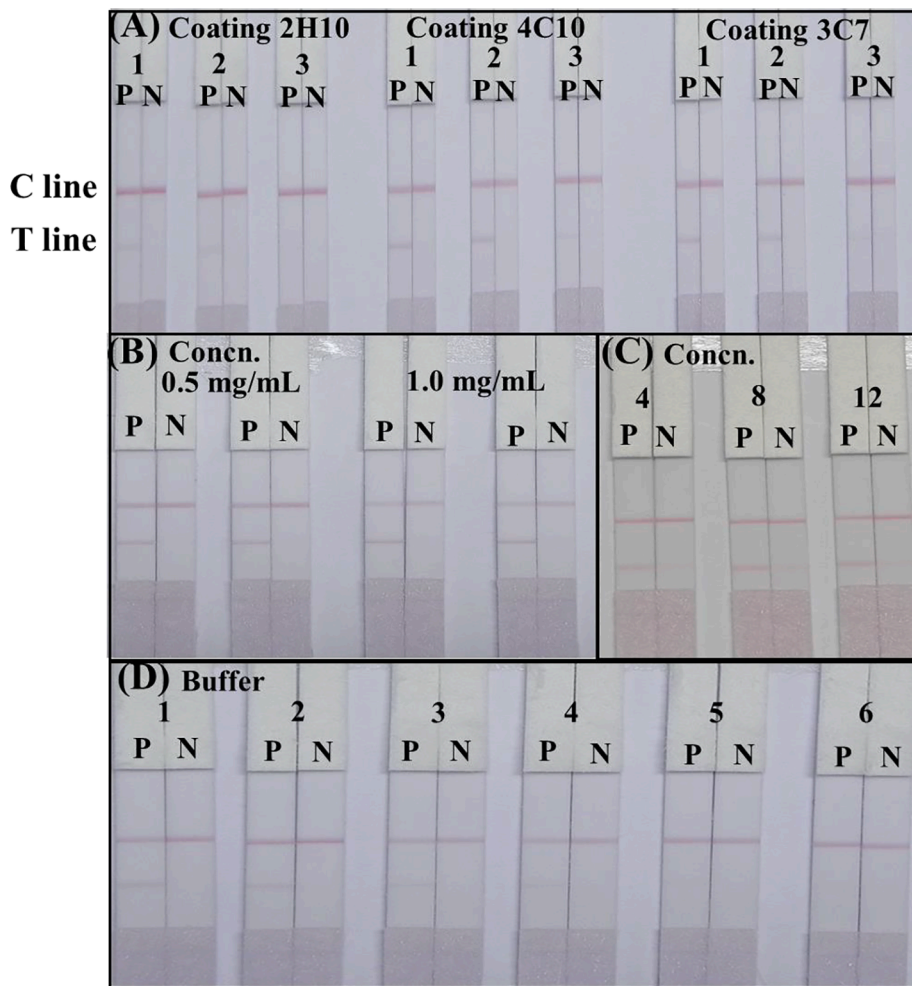 (A) Coating 2H10 Coating 4C10 Coating 3C7
1 2 3 1 2 3 1 2 3
P N P N P N P N P N P N P N P N P N
C line
T line
(B) Concn.
0.5 mg/mL 1.0 mg/mL
P N P N P N P N
(C) Concn.
4 8 12
P N P N P N
(D) Buffer
1 2 3 4 5 6
P N P N P N P N P N P N